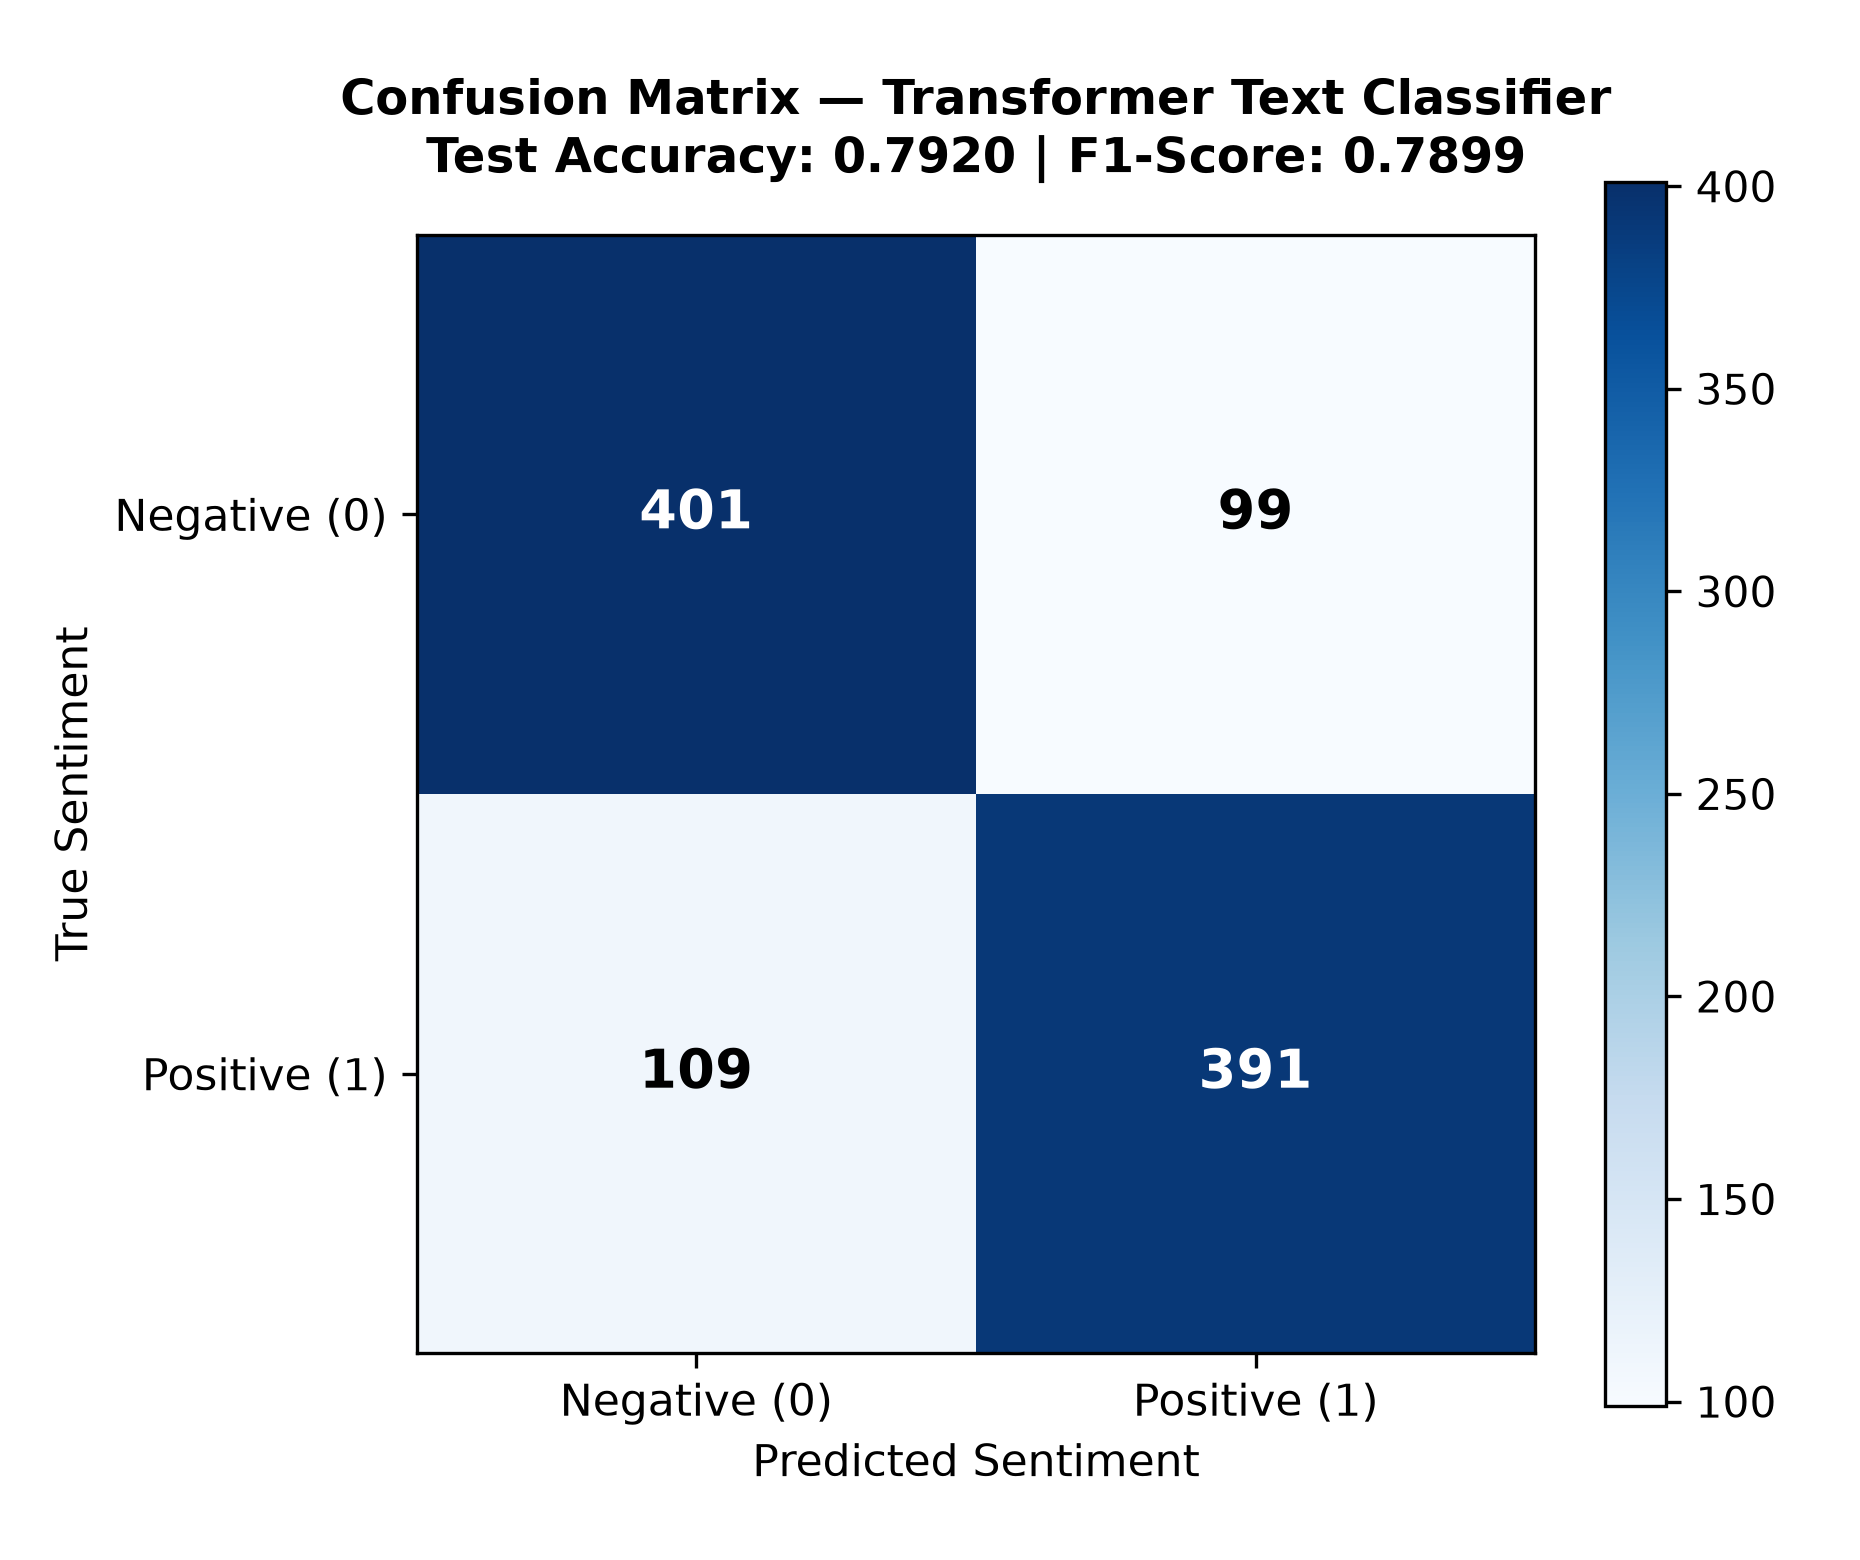 Confusion Matrix — Transformer Text Classifier
Test Accuracy: 0.7920 | F1-Score: 0.7899
True Sentiment
Negative (0)
Positive (1)
401
99
109
391
Negative (0)
Positive (1)
Predicted Sentiment
400
350
300
250
200
150
100